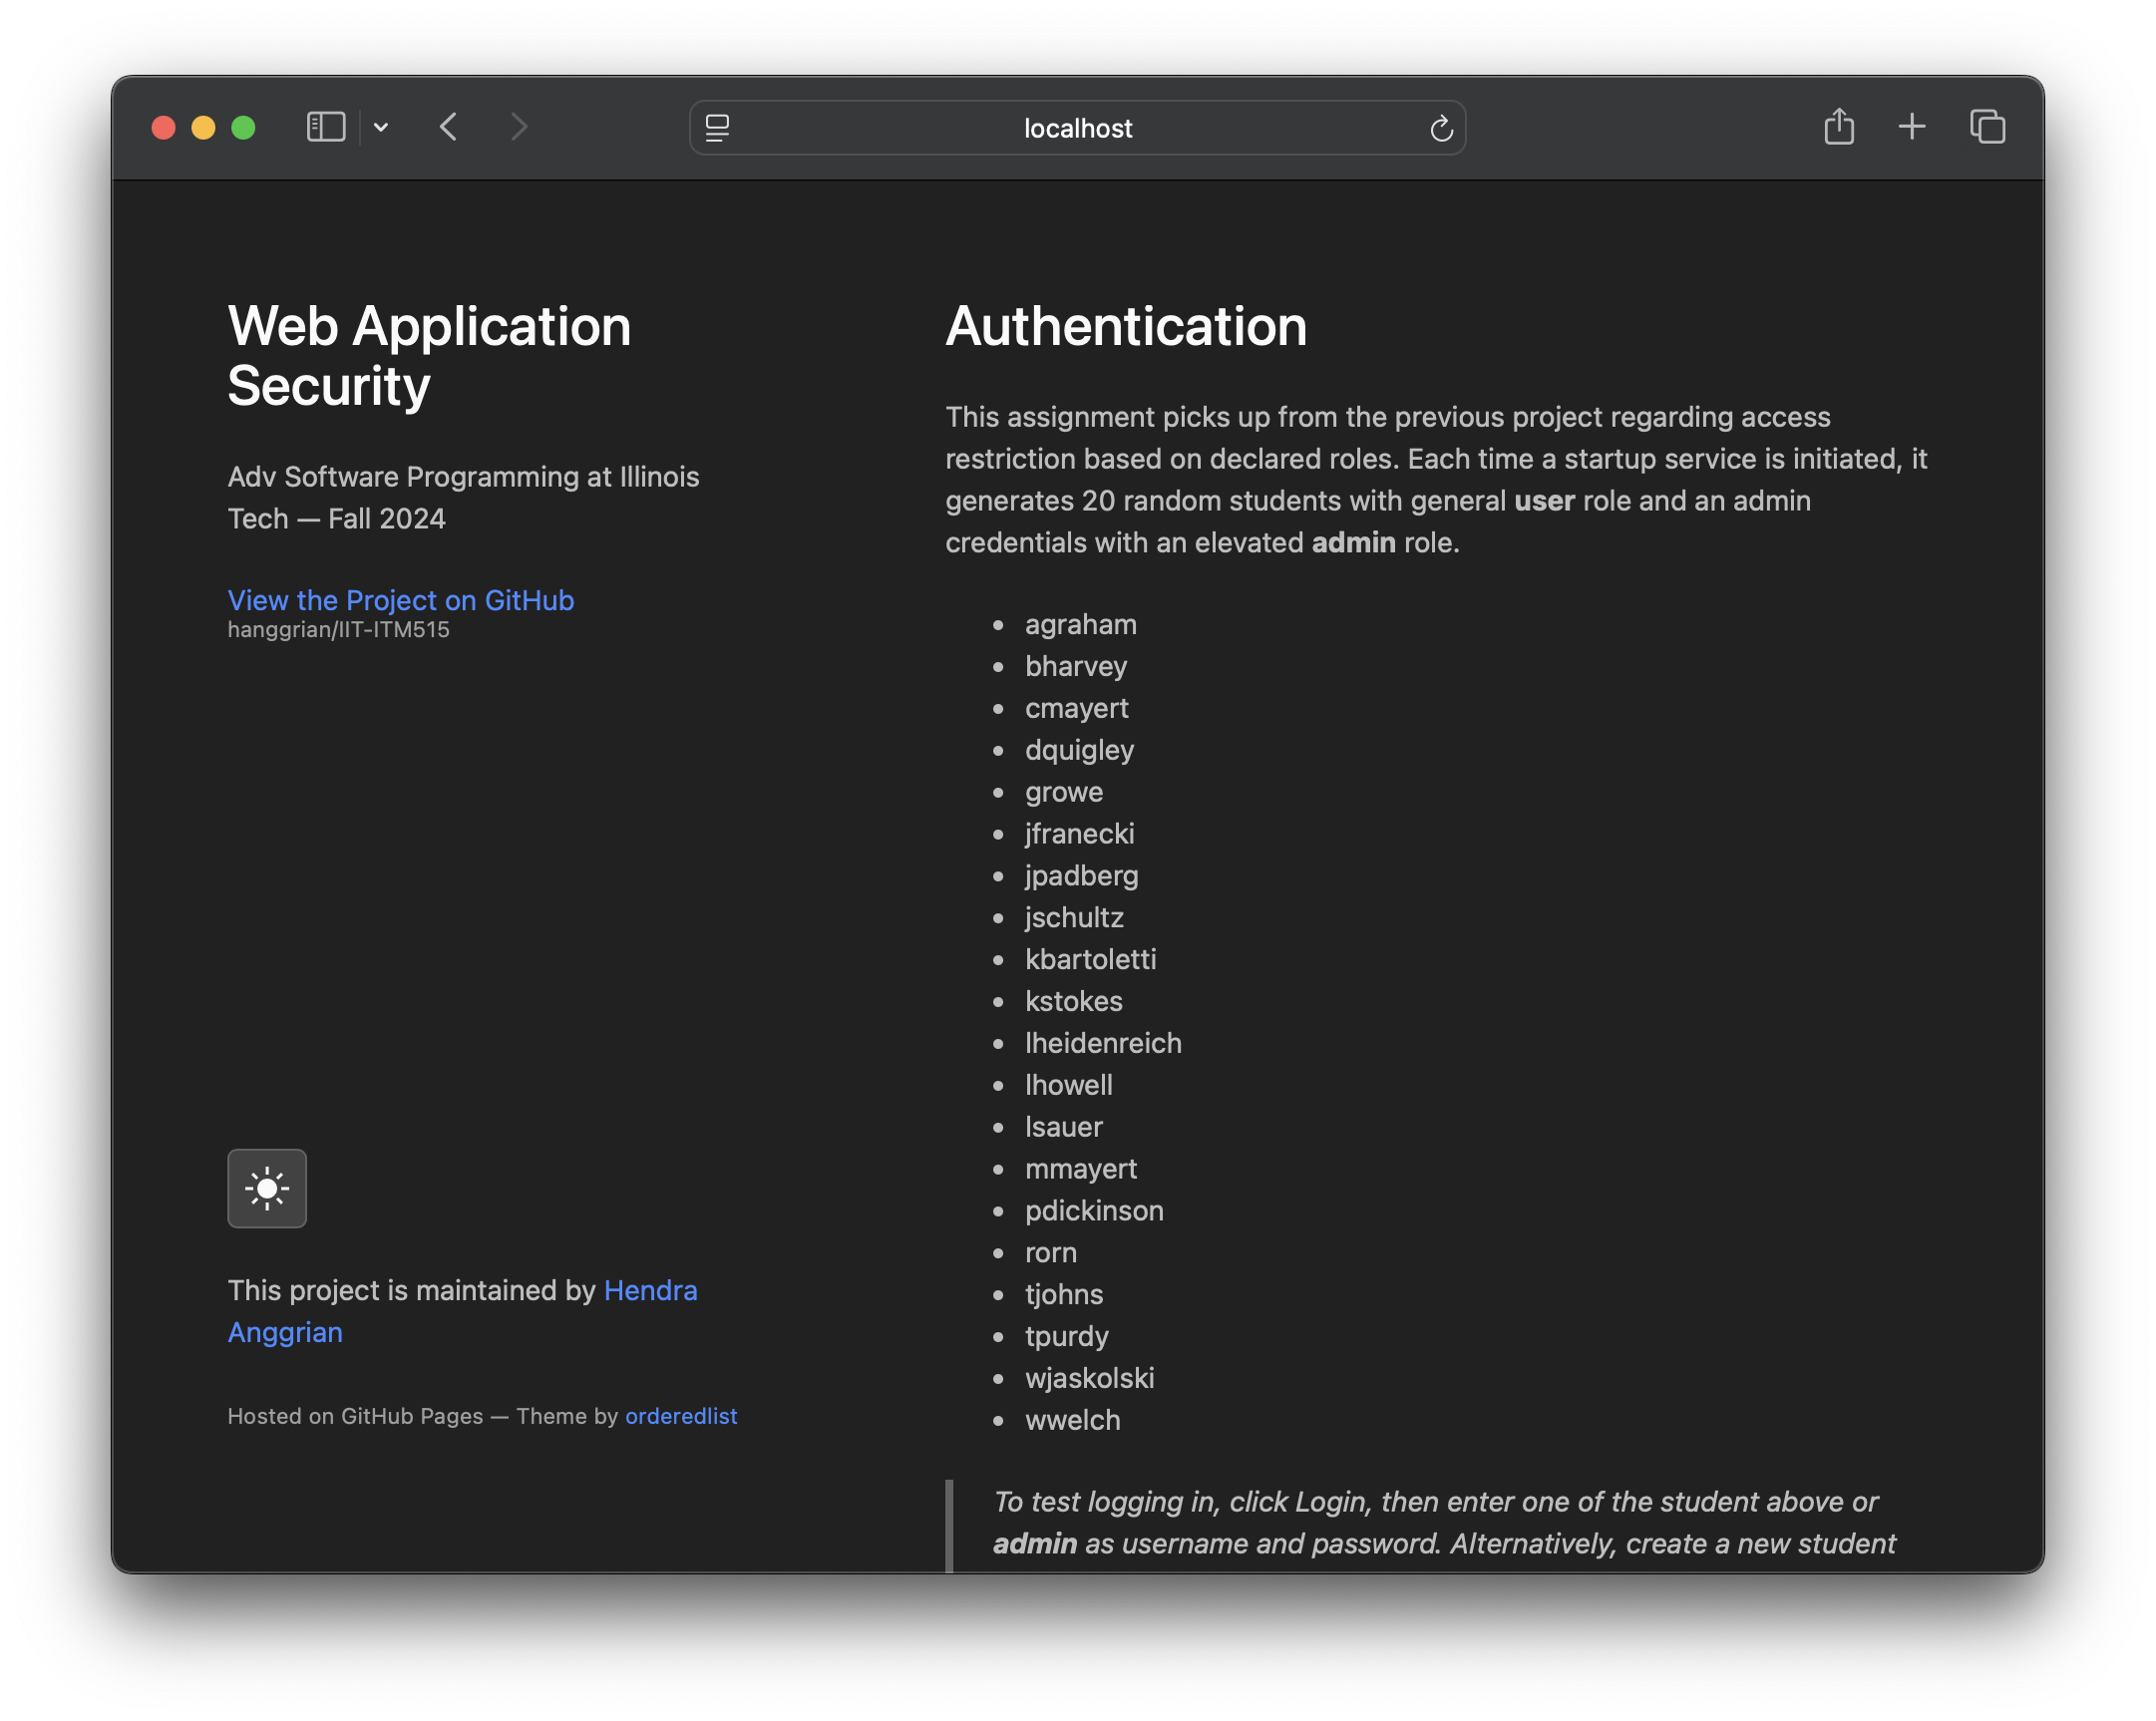 localhost
Web Application
Security
Adv Software Programming at Illinois
Tech — Fall 2024
View the Project on GitHub
hanggrian/IIT-ITM515
This project is maintained by Hendra
Anggrian
Hosted on GitHub Pages — Theme by orderedlist
Authentication
This assignment picks up from the previous project regarding access
restriction based on declared roles. Each time a startup service is initiated, it
generates 20 random students with general user role and an admin
credentials with an elevated admin role.
agraham
bharvey
cmayert
dquigley
growe
jfranecki
jpadberg
jschultz
kbartoletti
kstokes
lheidenreich
lhowell
lsauer
mmayert
pdickinson
rorn
tjohns
tpurdy
wjaskolski
wwelch
To test logging in, click Login, then enter one of the student above or
admin as username and password. Alternatively, create a new student